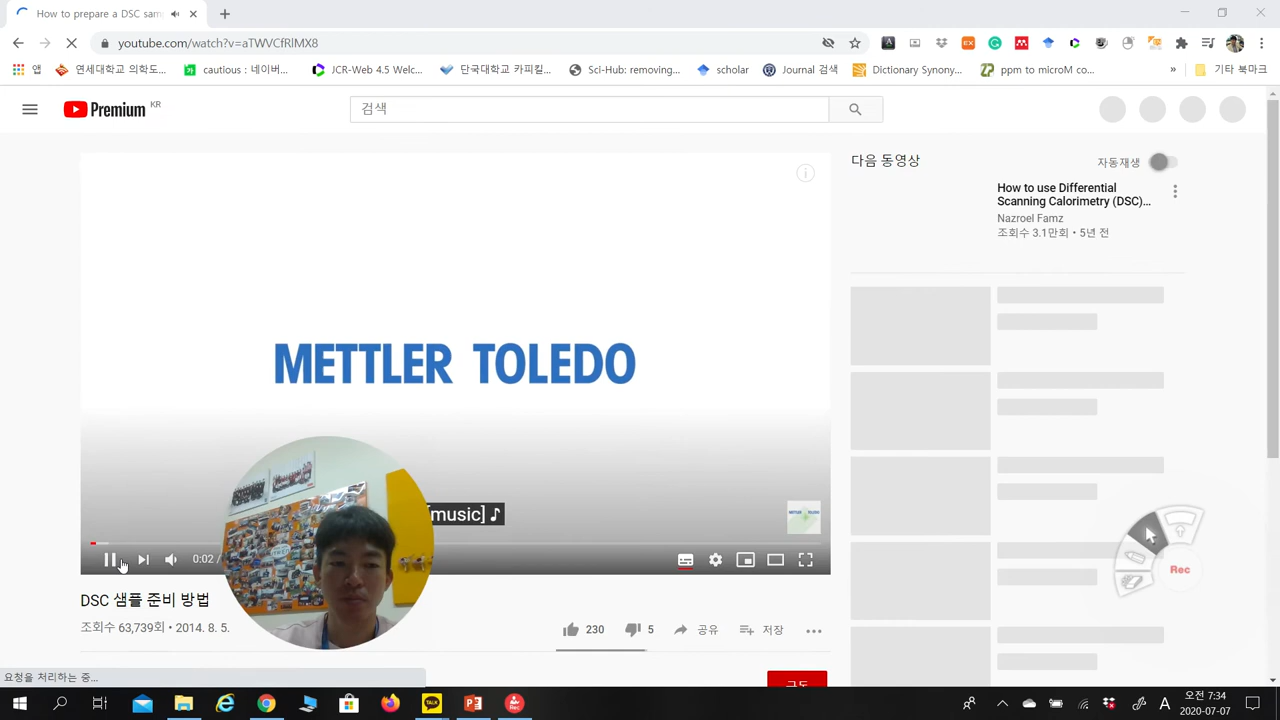 How to prepare a DSC sam
youtube.com/watch?v=aTWVCfRlMX8
앱
연세대학교 의학도...
cautious : 네이버...
JCR-Web 4.5 Welc...
단국대학교 카피킬...
Sci-Hub: removing...
scholar
Journal 검색
Dictionary Synony...
ppm to microM co...
»
기타 북마크
Premium KR
검색
METTLER TOLEDO
[music] ♪
METTLER TOLEDO
0:02 /
다음 동영상
자동재생
How to use Differential
Scanning Calorimetry (DSC)...
Nazroel Famz
조회수 3.1만회 • 5년 전
Rec
DSC 샘플 준비 방법
조회수 63,739회 • 2014. 8. 5.
230
5
공유
저장
요청을 처리하는 중...
구독
TALK
A
오전 7:34
2020-07-07